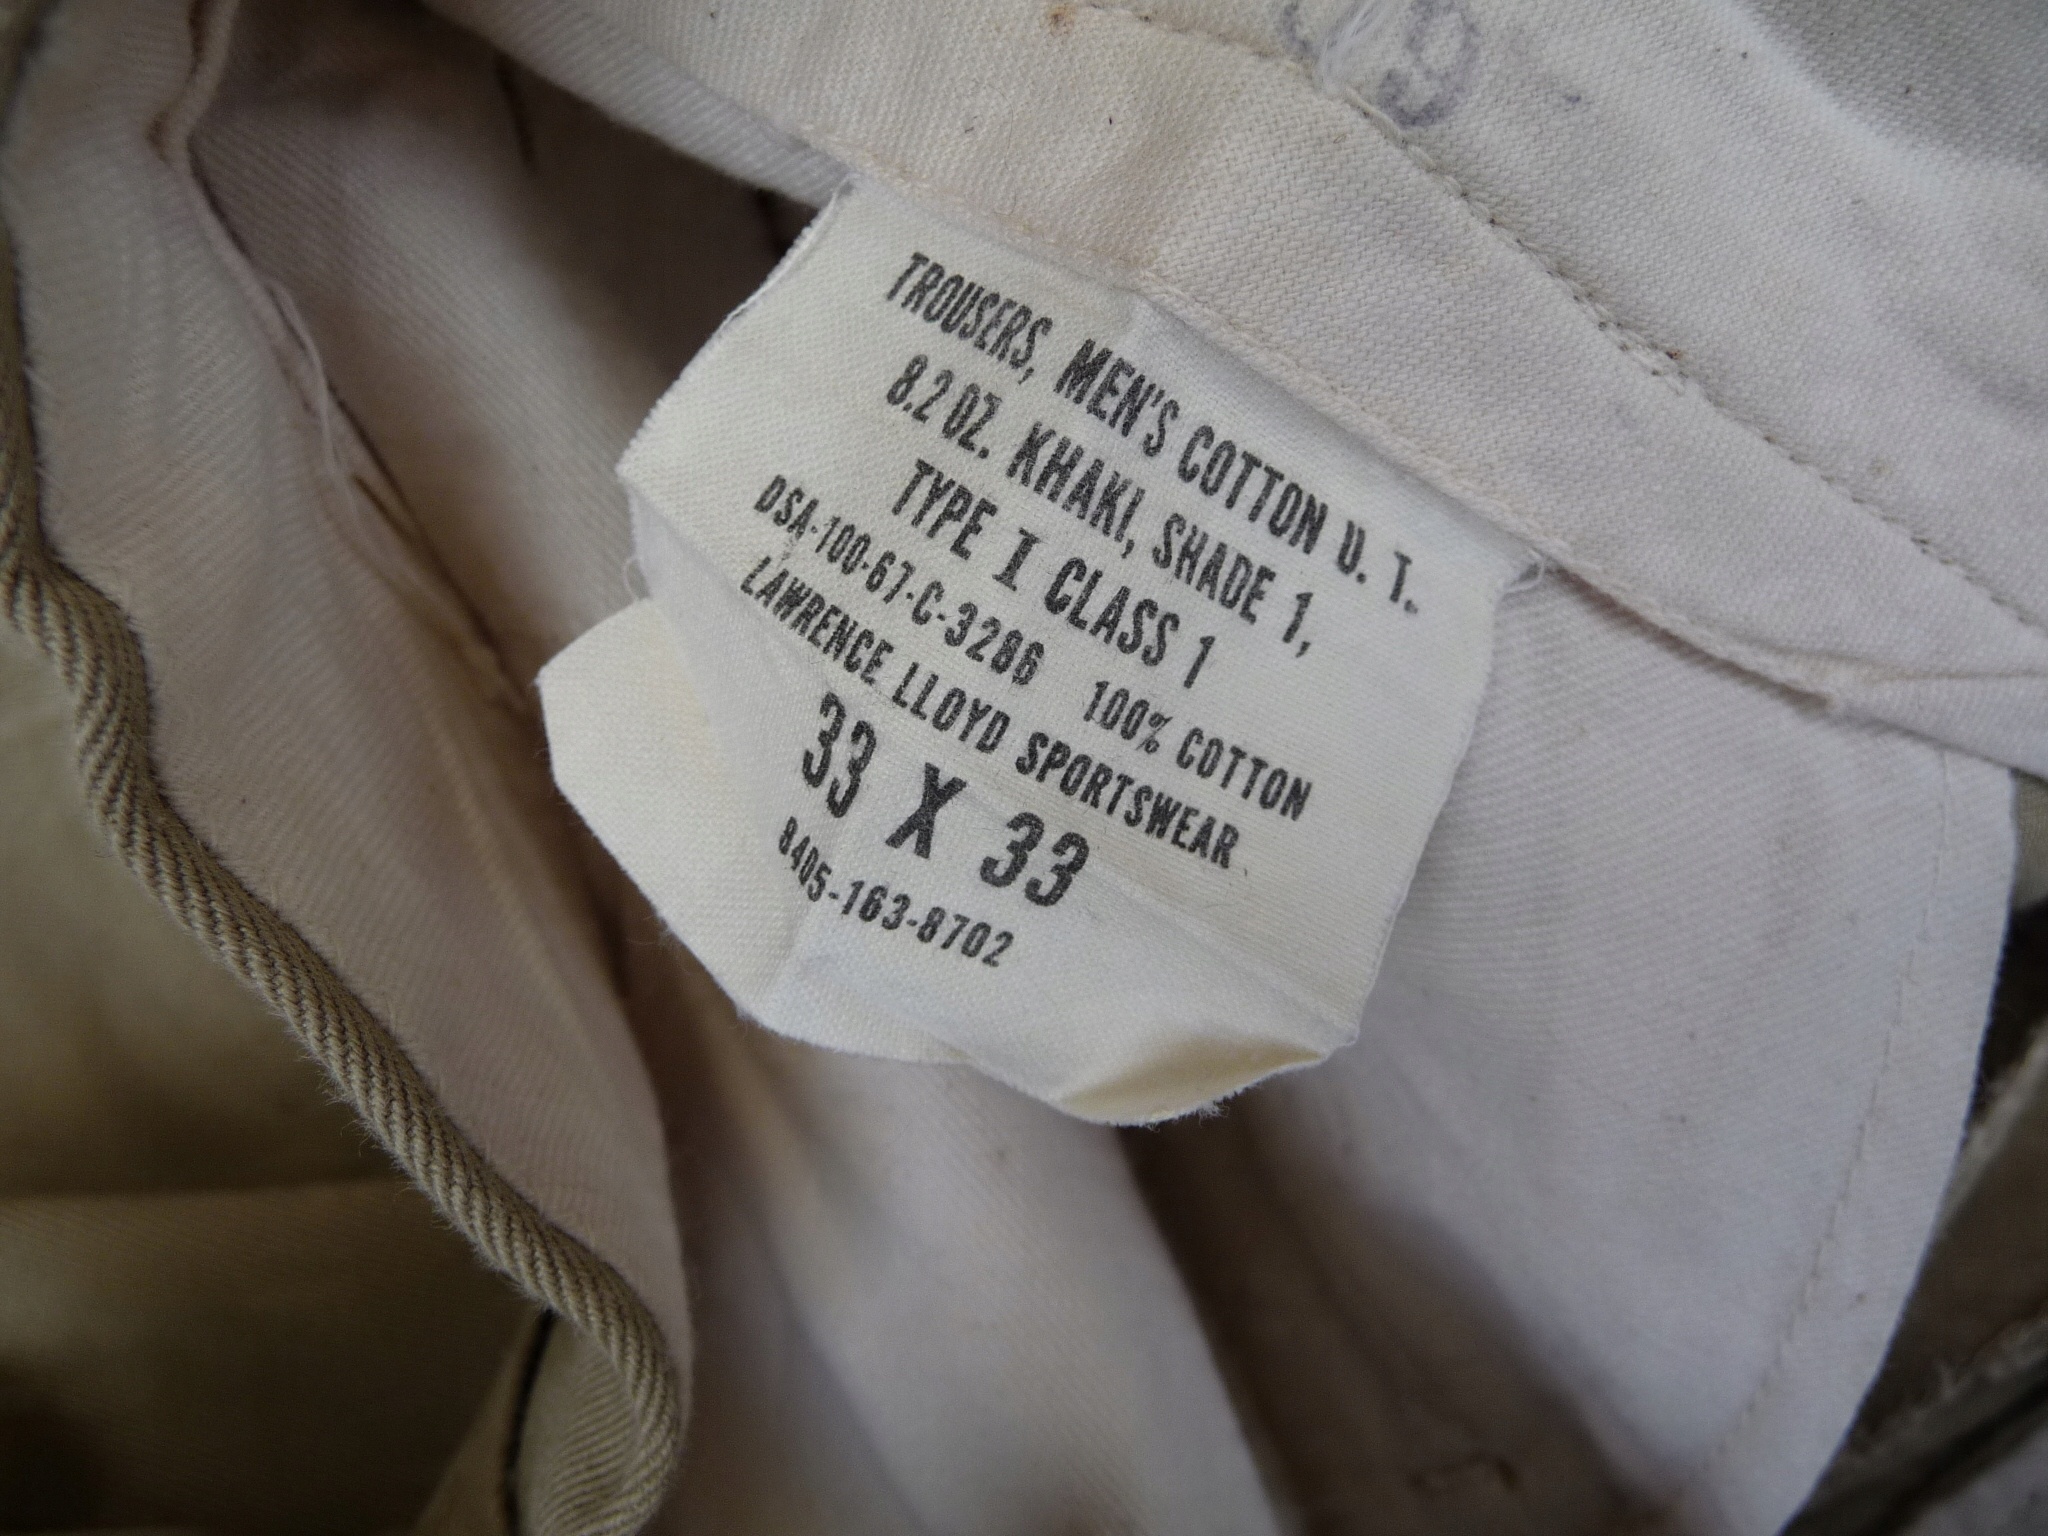 TROUSERS, MEN'S COTTON U. T.
8.2 OZ. KHAKI, SHADE 1,
TYPE I CLASS 1
DSA-100-67-C-3286 100% COTTON
LAWRENCE LLOYD SPORTSWEAR
33 X 33
8405-163-8702